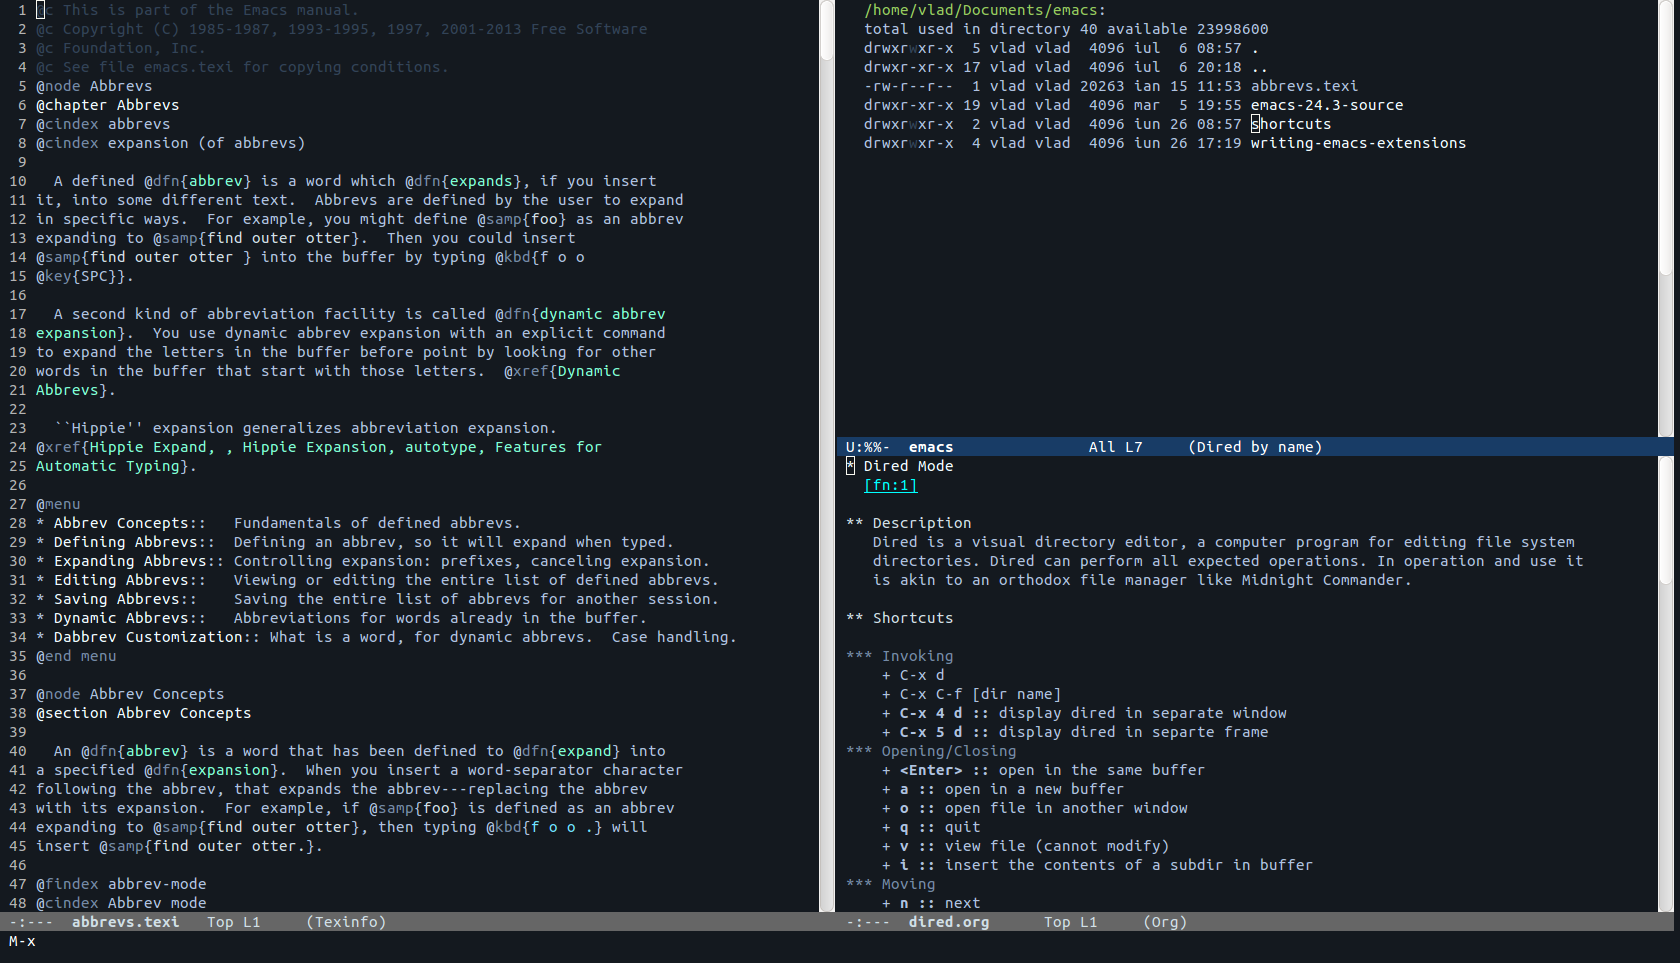 1 @c This is part of the Emacs manual.
2 @c Copyright (C) 1985-1987, 1993-1995, 1997, 2001-2013 Free Software
3 @c Foundation, Inc.
4 @c See file emacs.texi for copying conditions.
5 @node Abbrevs
6 @chapter Abbrevs
7 @cindex abbrevs
8 @cindex expansion (of abbrevs)
9
10   A defined @dfn{abbrev} is a word which @dfn{expands}, if you insert
11 it, into some different text.  Abbrevs are defined by the user to expand
12 in specific ways.  For example, you might define @samp{foo} as an abbrev
13 expanding to @samp{find outer otter}.  Then you could insert
14 @samp{find outer otter } into the buffer by typing @kbd{f o o
15 @key{SPC}}.
16
17   A second kind of abbreviation facility is called @dfn{dynamic abbrev
18 expansion}.  You use dynamic abbrev expansion with an explicit command
19 to expand the letters in the buffer before point by looking for other
20 words in the buffer that start with those letters.  @xref{Dynamic
21 Abbrevs}.
22
23   ``Hippie'' expansion generalizes abbreviation expansion.
24 @xref{Hippie Expand, , Hippie Expansion, autotype, Features for
25 Automatic Typing}.
26
27 @menu
28 * Abbrev Concepts::   Fundamentals of defined abbrevs.
29 * Defining Abbrevs::  Defining an abbrev, so it will expand when typed.
30 * Expanding Abbrevs:: Controlling expansion: prefixes, canceling expansion.
31 * Editing Abbrevs::   Viewing or editing the entire list of defined abbrevs.
32 * Saving Abbrevs::    Saving the entire list of abbrevs for another session.
33 * Dynamic Abbrevs::   Abbreviations for words already in the buffer.
34 * Dabbrev Customization:: What is a word, for dynamic abbrevs.  Case handling.
35 @end menu
36
37 @node Abbrev Concepts
38 @section Abbrev Concepts
39
40   An @dfn{abbrev} is a word that has been defined to @dfn{expand} into
41 a specified @dfn{expansion}.  When you insert a word-separator character
42 following the abbrev, that expands the abbrev---replacing the abbrev
43 with its expansion.  For example, if @samp{foo} is defined as an abbrev
44 expanding to @samp{find outer otter}, then typing @kbd{f o o .} will
45 insert @samp{find outer otter.}.
46
47 @findex abbrev-mode
48 @cindex Abbrev mode
-:---  abbrevs.texi   Top L1     (Texinfo)
/home/vlad/Documents/emacs:
total used in directory 40 available 23998600
drwxrwxr-x  5 vlad vlad  4096 iul  6 08:57 .
drwxr-xr-x 17 vlad vlad  4096 iul  6 20:18 ..
-rw-r--r--  1 vlad vlad 20263 ian 15 11:53 abbrevs.texi
drwxr-xr-x 19 vlad vlad  4096 mar  5 19:55 emacs-24.3-source
drwxrwxr-x  2 vlad vlad  4096 iun 26 08:57 shortcuts
drwxrwxr-x  4 vlad vlad  4096 iun 26 17:19 writing-emacs-extensions
U:%%-  emacs               All L7     (Dired by name)
* Dired Mode
[fn:1]
** Description
Dired is a visual directory editor, a computer program for editing file system
directories. Dired can perform all expected operations. In operation and use it
is akin to an orthodox file manager like Midnight Commander.
** Shortcuts
*** Invoking
+ C-x d
+ C-x C-f [dir name]
+ C-x 4 d :: display dired in separate window
+ C-x 5 d :: display dired in separte frame
*** Opening/Closing
+ <Enter> :: open in the same buffer
+ a :: open in a new buffer
+ o :: open file in another window
+ q :: quit
+ v :: view file (cannot modify)
+ i :: insert the contents of a subdir in buffer
*** Moving
+ n :: next
-:---  dired.org      Top L1     (Org)
M-x